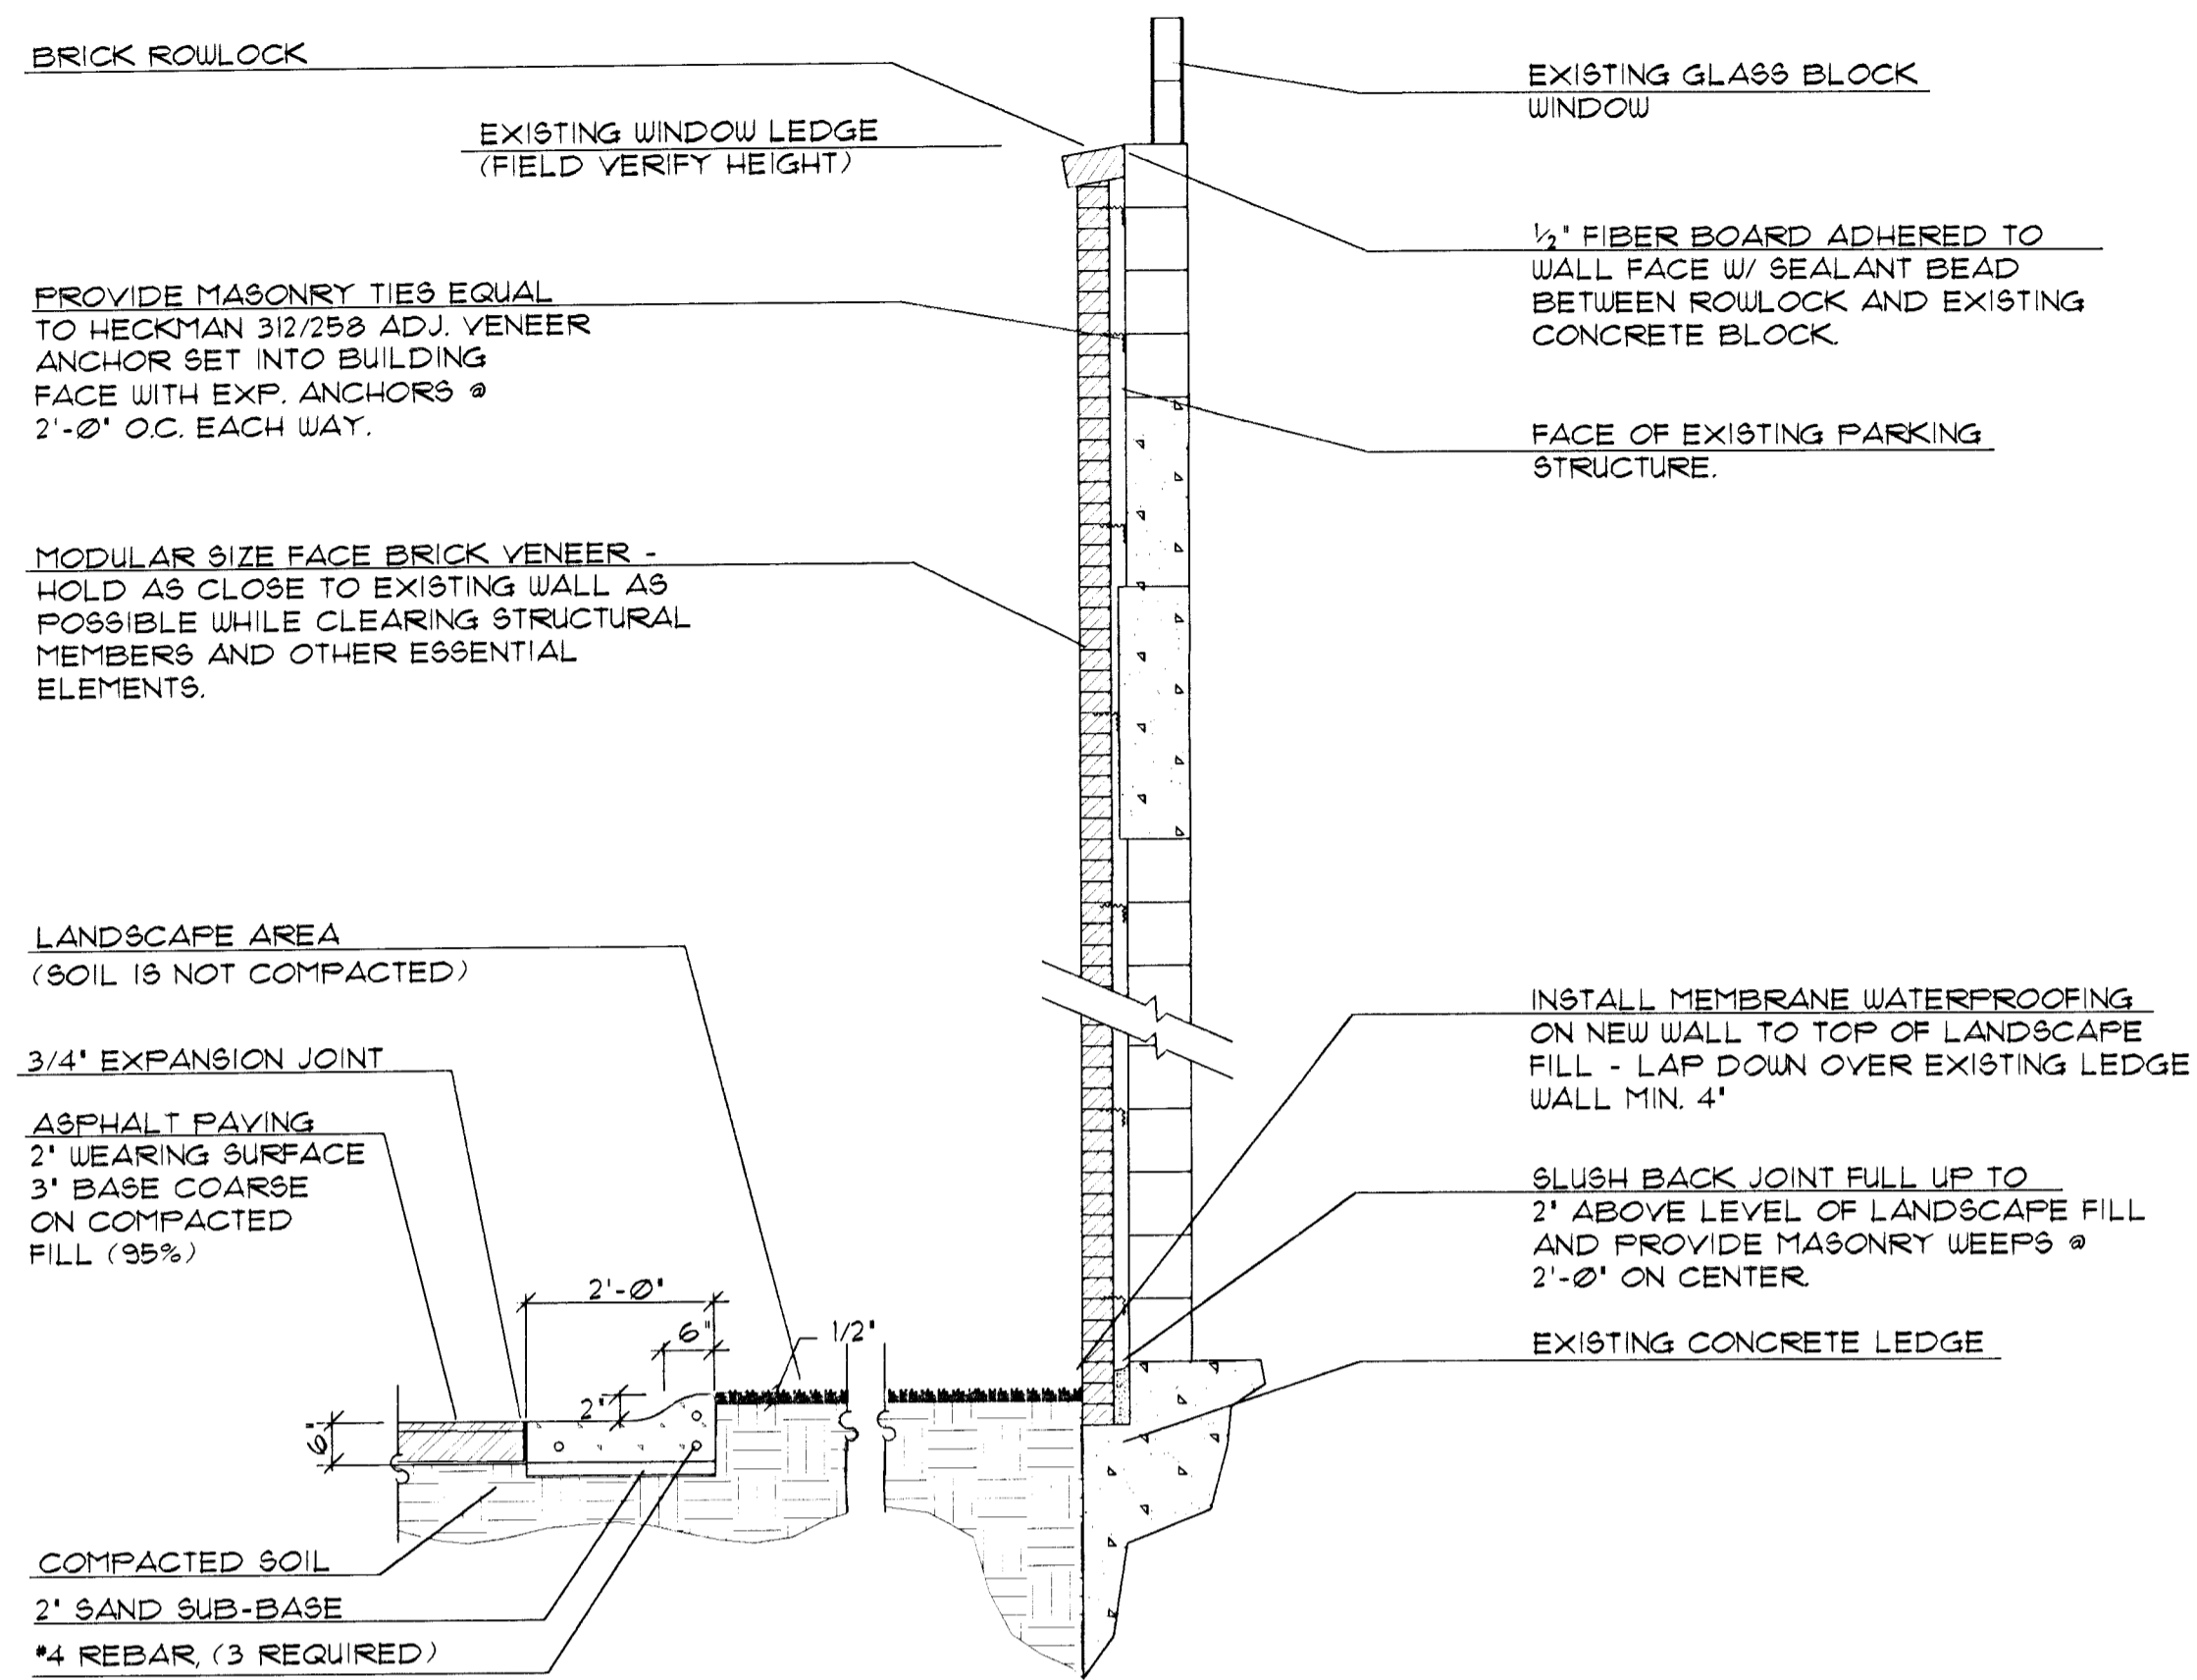 BRICK ROWLOCK
EXISTING WINDOW LEDGE
(FIELD VERIFY HEIGHT)
PROVIDE MASONRY TIES EQUAL
TO HECKMAN 312/258 ADJ. VENEER
ANCHOR SET INTO BUILDING
FACE WITH EXP. ANCHORS @
2'-0" O.C. EACH WAY.
MODULAR SIZE FACE BRICK VENEER -
HOLD AS CLOSE TO EXISTING WALL AS
POSSIBLE WHILE CLEARING STRUCTURAL
MEMBERS AND OTHER ESSENTIAL
ELEMENTS.
LANDSCAPE AREA
(SOIL IS NOT COMPACTED)
3/4" EXPANSION JOINT
ASPHALT PAVING
2" WEARING SURFACE
3" BASE COARSE
ON COMPACTED
FILL (95%)
2'-0"
6"
1/2"
2"
6"
COMPACTED SOIL
2" SAND SUB-BASE
#4 REBAR, (3 REQUIRED)
EXISTING GLASS BLOCK
WINDOW
1/2" FIBER BOARD ADHERED TO
WALL FACE W/ SEALANT BEAD
BETWEEN ROWLOCK AND EXISTING
CONCRETE BLOCK.
FACE OF EXISTING PARKING
STRUCTURE.
INSTALL MEMBRANE WATERPROOFING
ON NEW WALL TO TOP OF LANDSCAPE
FILL - LAP DOWN OVER EXISTING LEDGE
WALL MIN. 4"
SLUSH BACK JOINT FULL UP TO
2" ABOVE LEVEL OF LANDSCAPE FILL
AND PROVIDE MASONRY WEEPS @
2'-0" ON CENTER.
EXISTING CONCRETE LEDGE